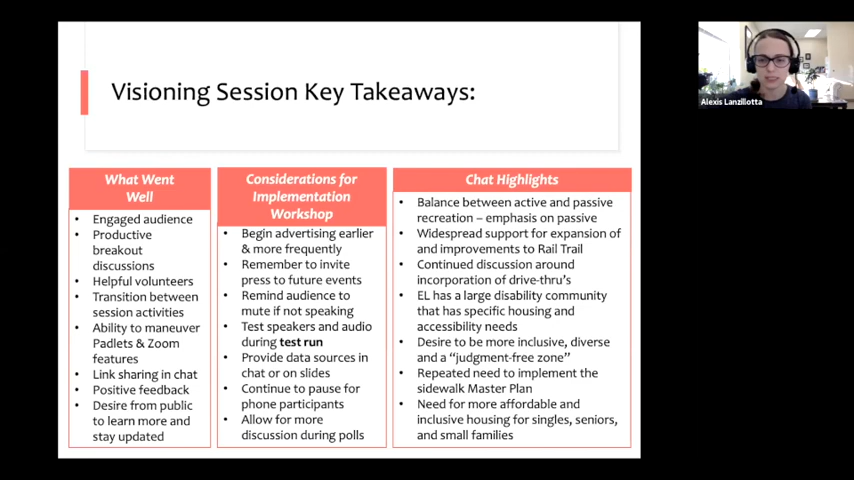 Visioning Session Key Takeaways:
What Went
Well
• Engaged audience
• Productive
breakout
discussions
• Helpful volunteers
• Transition between
session activities
• Ability to maneuver
Padlets & Zoom
features
• Link sharing in chat
• Positive feedback
• Desire from public
to learn more and
stay updated
Considerations for
Implementation
Workshop
• Begin advertising earlier
& more frequently
• Remember to invite
press to future events
• Remind audience to
mute if not speaking
• Test speakers and audio
during test run
• Provide data sources in
chat or on slides
• Continue to pause for
phone participants
• Allow for more
discussion during polls
Chat Highlights
• Balance between active and passive
recreation – emphasis on passive
• Widespread support for expansion of
and improvements to Rail Trail
• Continued discussion around
incorporation of drive-thru’s
• EL has a large disability community
that has specific housing and
accessibility needs
• Desire to be more inclusive, diverse
and a “judgment-free zone”
• Repeated need to implement the
sidewalk Master Plan
• Need for more affordable and
inclusive housing for singles, seniors,
and small families
Alexis Lanzillotta